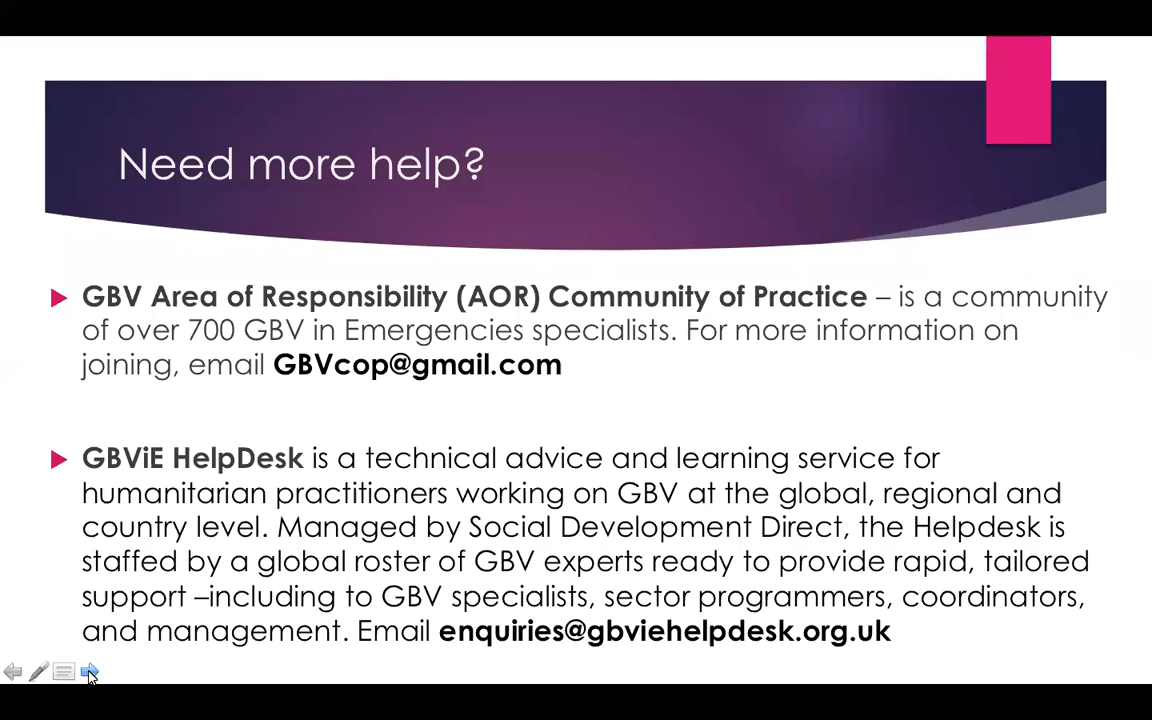 Need more help?
GBV Area of Responsibility (AOR) Community of Practice – is a community
of over 700 GBV in Emergencies specialists. For more information on
joining, email GBVcop@gmail.com
GBViE HelpDesk is a technical advice and learning service for
humanitarian practitioners working on GBV at the global, regional and
country level. Managed by Social Development Direct, the Helpdesk is
staffed by a global roster of GBV experts ready to provide rapid, tailored
support –including to GBV specialists, sector programmers, coordinators,
and management. Email enquiries@gbviehelpdesk.org.uk